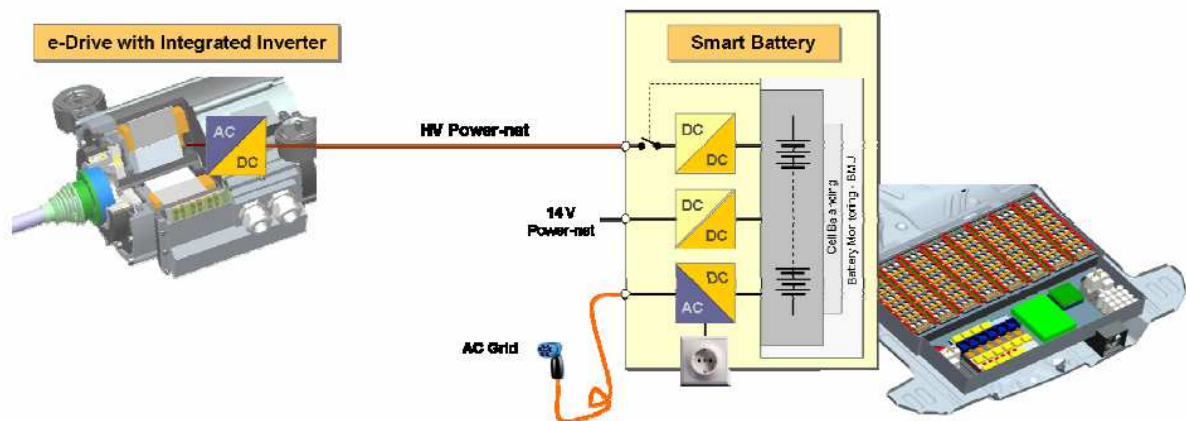 e-Drive with Integrated Inverter
Smart Battery
AC
DC
HV Power-net
DC
DC
14V
Power-net
DC
DC
DC
AC
AC Grid
Cell Balancing
Battery Monitoring - BMU